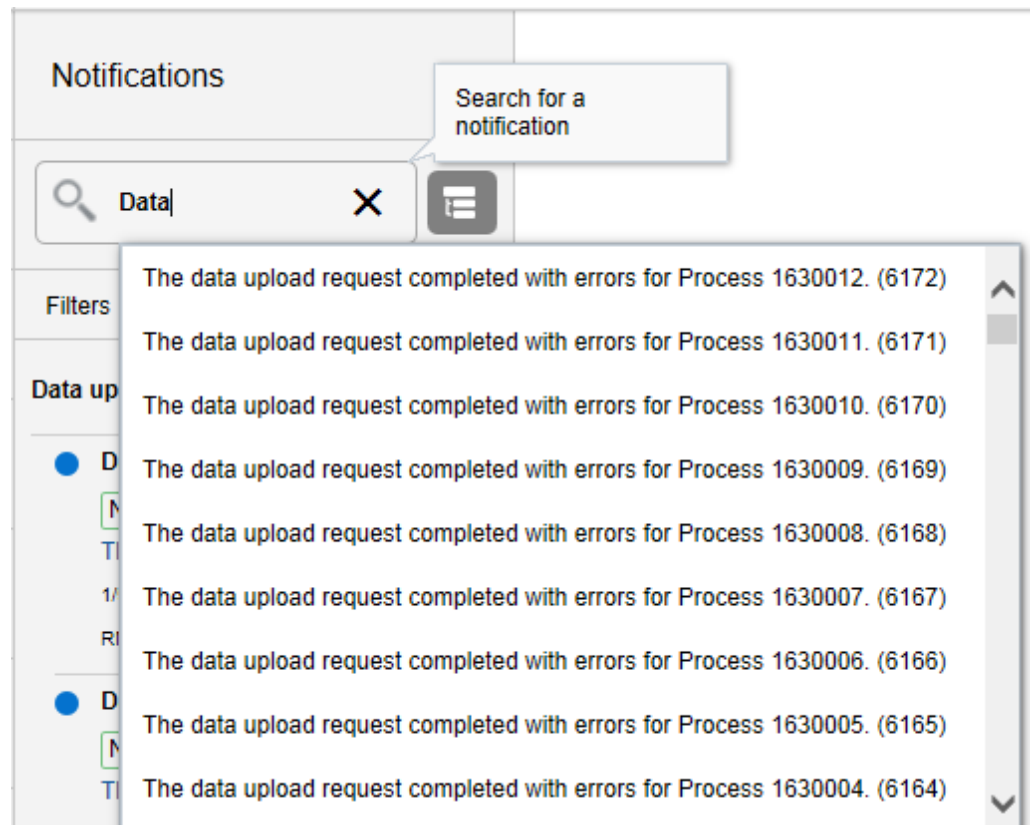 Notifications
Search for a
notification
Data
The data upload request completed with errors for Process 1630012. (6172)
Filters
The data upload request completed with errors for Process 1630011. (6171)
Data up
The data upload request completed with errors for Process 1630010. (6170)
D
The data upload request completed with errors for Process 1630009. (6169)
N
The data upload request completed with errors for Process 1630008. (6168)
1/
The data upload request completed with errors for Process 1630007. (6167)
The data upload request completed with errors for Process 1630006. (6166)
D
The data upload request completed with errors for Process 1630005. (6165)
N
The data upload request completed with errors for Process 1630004. (6164)